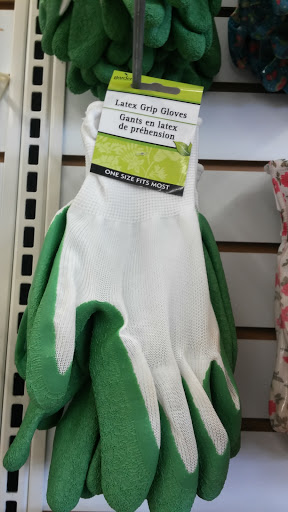 Latex Grip Gloves
Gants en latex
de préhension
ONE SIZE FITS MOST